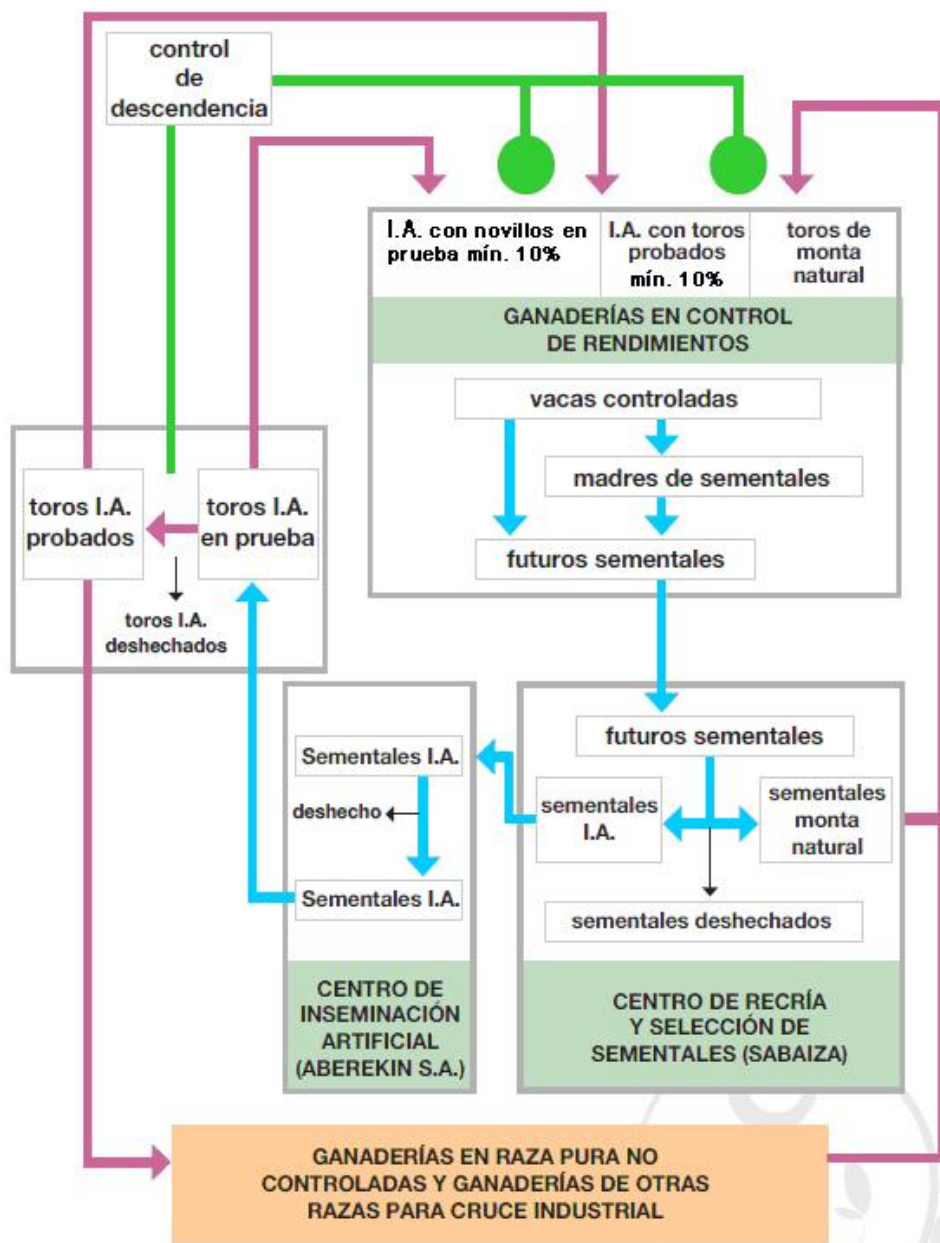 control
de
descendencia
I.A. con novillos en
prueba mín. 10%
I.A. con toros
probados
mín. 10%
toros de
monta
natural
GANADERÍAS EN CONTROL
DE RENDIMIENTOS
vacas controladas
madres de sementales
futuros sementales
toros I.A.
probados
toros I.A.
en prueba
toros I.A.
deshechados
Sementales I.A.
deshecho
Sementales I.A.
CENTRO DE
INSEMINACIÓN
ARTIFICIAL
(ABEREKIN S.A.)
futuros sementales
sementales
I.A.
sementales
monta
natural
sementales deshechados
CENTRO DE RECRÍA
Y SELECCIÓN DE
SEMENTALES (SABAIZA)
GANADERÍAS EN RAZA PURA NO
CONTROLADAS Y GANADERÍAS DE OTRAS
RAZAS PARA CRUCE INDUSTRIAL